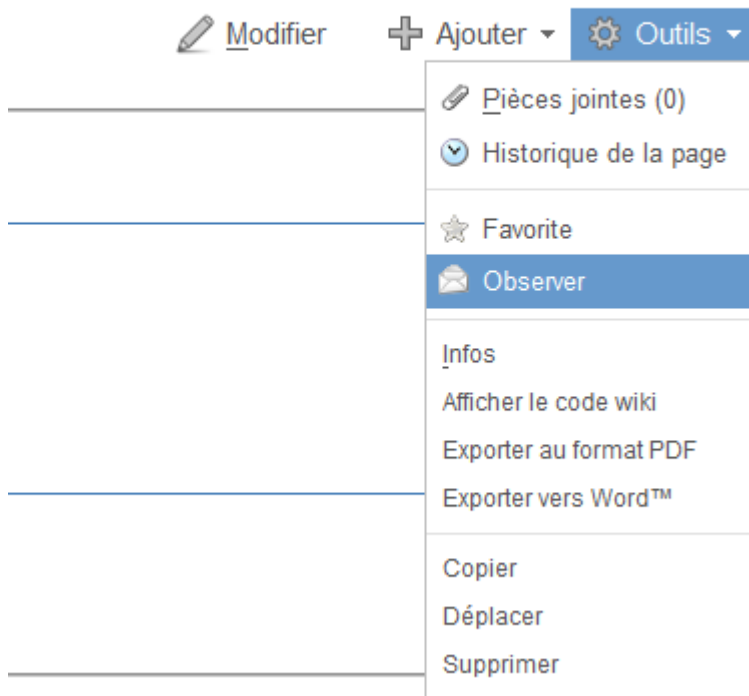 Modifier Ajouter Outils
Pièces jointes (0)
Historique de la page
Favorite
Observer
Infos
Afficher le code wiki
Exporter au format PDF
Exporter vers Word™
Copier
Déplacer
Supprimer